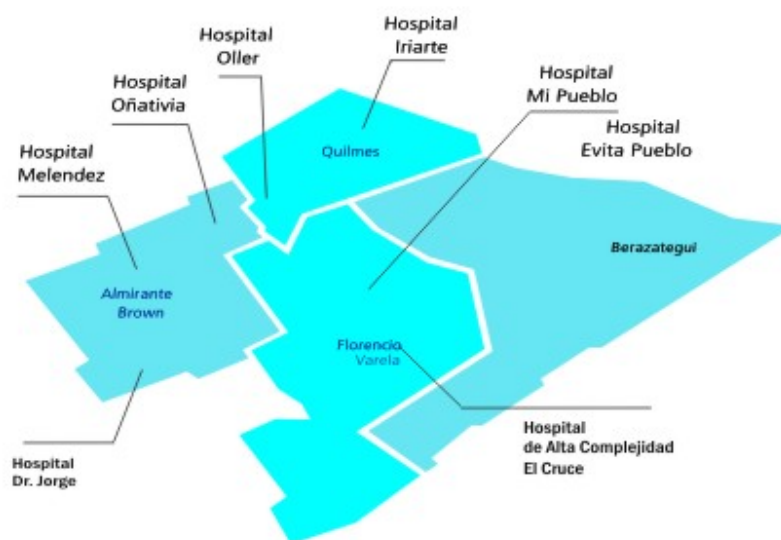 Hospital
Iriarte
Hospital
Oller
Hospital
Mi Pueblo
Hospital
Oñativia
Hospital
Evita Pueblo
Hospital
Melendez
Quilmes
Berazategui
Almirante
Brown
Florencio
Varela
Hospital
de Alta Complejidad
El Cruce
Hospital
Dr. Jorge